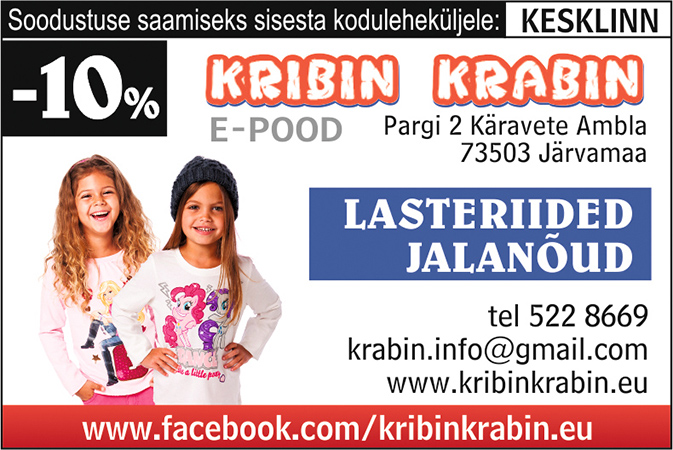 Soodustuse saamiseks sisesta koduleheküljele: KESKLINN
-10%
KRIBIN KRABIN
E-POOD
Pargi 2 Käravete Ambla
73503 Järvamaa
LASTERIIDED
JALANÕUD
tel 522 8669
krabin.info@gmail.com
www.kribinkrabin.eu
www.facebook.com/kribinkrabin.eu